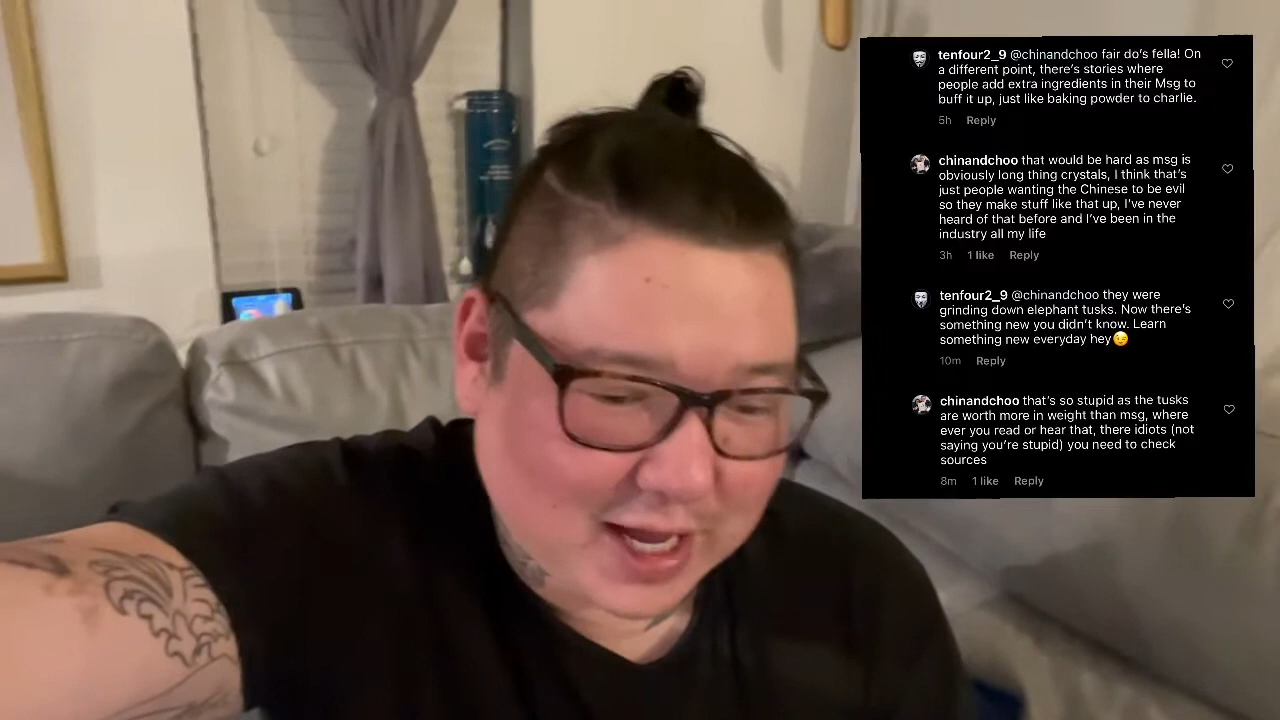 tenfour2_9 @chinandchoo fair do's fella! On
a different point, there's stories where
people add extra ingredients in their Msg to
buff it up, just like baking powder to charlie.
5h Reply
chinandchoo that would be hard as msg is
obviously long thing crystals, I think that's
just people wanting the Chinese to be evil
so they make stuff like that up, I've never
heard of that before and I've been in the
industry all my life
3h 1 like Reply
tenfour2_9 @chinandchoo they were
grinding down elephant tusks. Now there's
something new you didn't know. Learn
something new everyday hey😉
10m Reply
chinandchoo that's so stupid as the tusks
are worth more in weight than msg, where
ever you read or hear that, there idiots (not
saying you're stupid) you need to check
sources
8m 1 like Reply